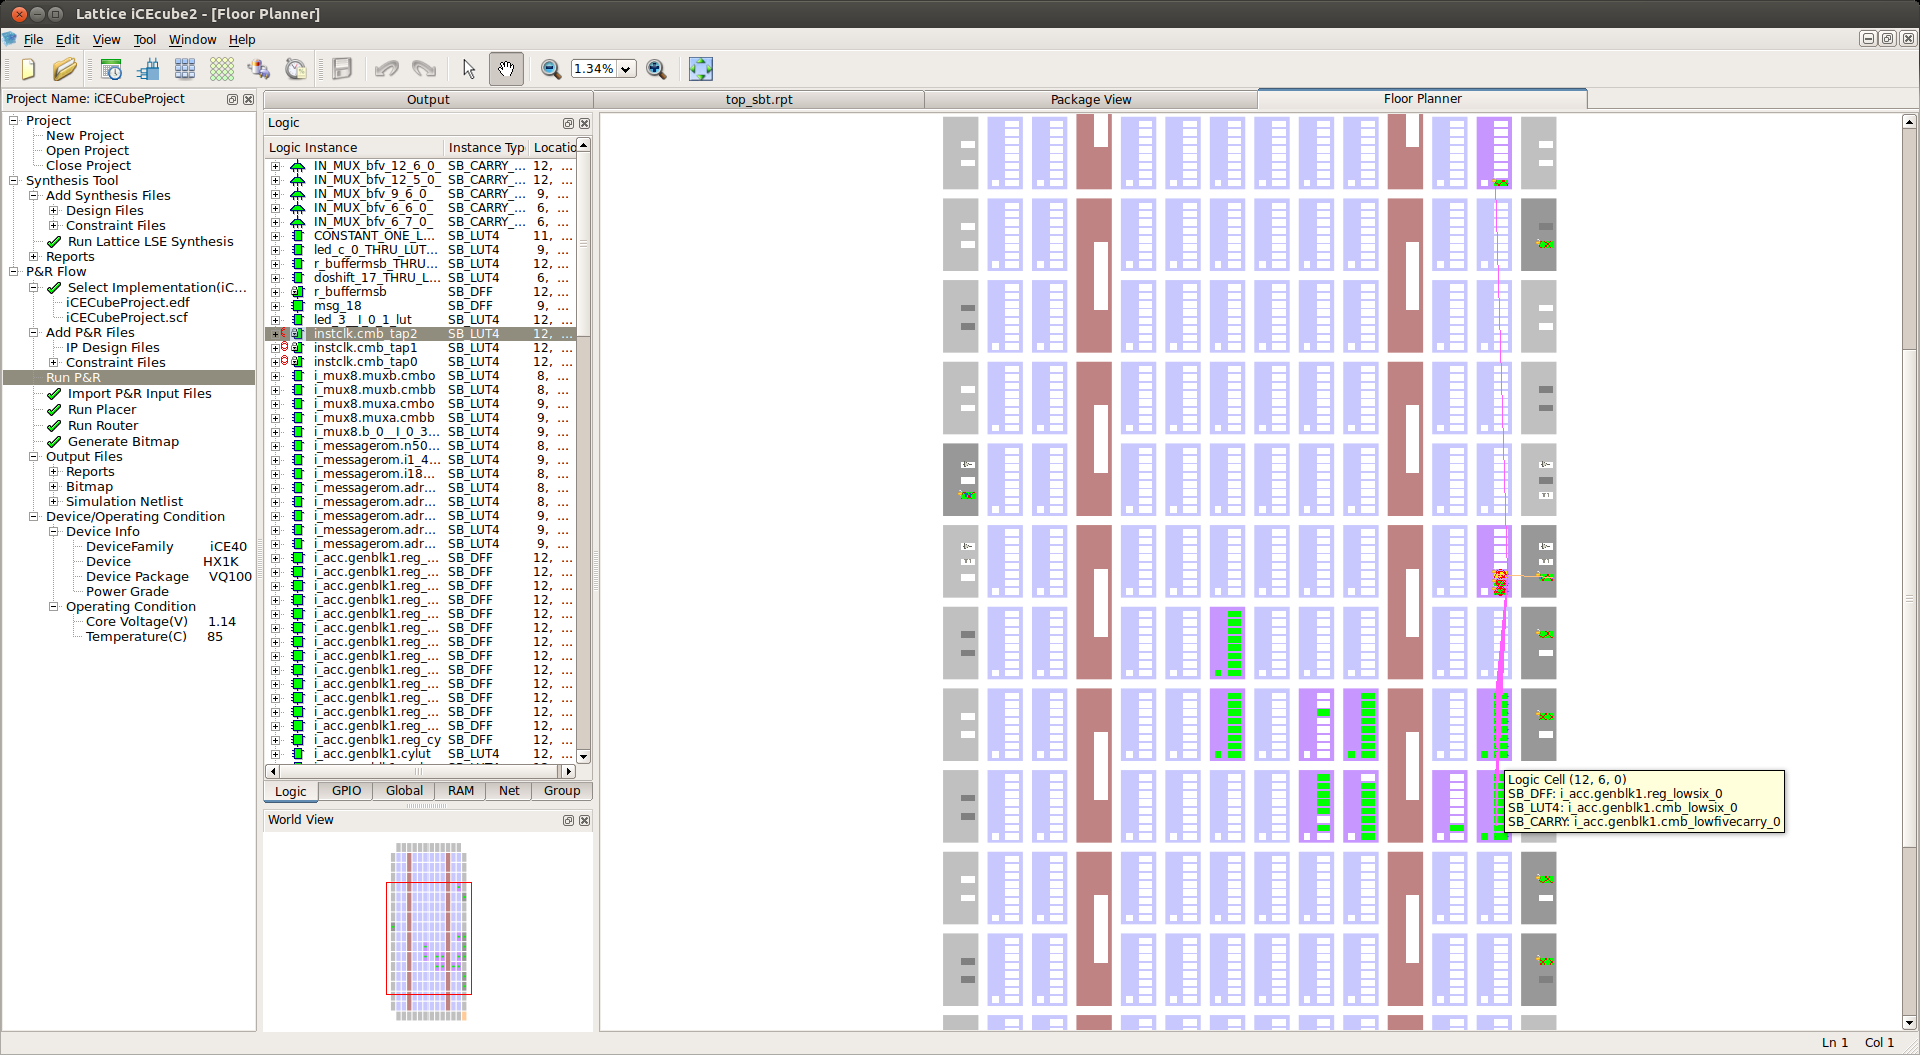 Lattice iCEcube2 - [Floor Planner]
File Edit View Tool Window Help
1.34%
Project Name: iCECubeProject
Project
New Project
Open Project
Close Project
Synthesis Tool
Add Synthesis Files
Design Files
Constraint Files
Run Lattice LSE Synthesis
Reports
P&R Flow
Select Implementation(iC...
iCECubeProject.edf
iCECubeProject.scf
Add P&R Files
IP Design Files
Constraint Files
Run P&R
Import P&R Input Files
Run Placer
Run Router
Generate Bitmap
Output Files
Reports
Bitmap
Simulation Netlist
Device/Operating Condition
Device Info
DeviceFamily iCE40
Device HX1K
Device Package VQ100
Power Grade
Operating Condition
Core Voltage(V) 1.14
Temperature(C) 85
Output top_sbt.rpt Package View Floor Planner
Logic
Logic Instance Instance Typ Locatio
IN_MUX_bfv_12_6_0_ SB_CARRY_... 12, ...
IN_MUX_bfv_12_5_0_ SB_CARRY_... 12, ...
IN_MUX_bfv_9_6_0_ SB_CARRY_... 9, ...
IN_MUX_bfv_6_6_0_ SB_CARRY_... 6, ...
IN_MUX_bfv_6_7_0_ SB_CARRY_... 6, ...
CONSTANT_ONE_L... SB_LUT4 11, ...
led_c_0_THRU_LUT... SB_LUT4 9, ...
r_buffermsb_THRU... SB_LUT4 12, ...
doshift_17_THRU_L... SB_LUT4 6, ...
r_buffermsb SB_DFF 12, ...
msg_18 SB_DFF 9, ...
led_3__I_0_1_lut SB_LUT4 12, ...
instclk.cmb_tap2 SB_LUT4 12, ...
instclk.cmb_tap1 SB_LUT4 12, ...
instclk.cmb_tap0 SB_LUT4 12, ...
i_mux8.muxb.cmbo SB_LUT4 8, ...
i_mux8.muxb.cmbb SB_LUT4 8, ...
i_mux8.muxa.cmbo SB_LUT4 9, ...
i_mux8.muxa.cmbb SB_LUT4 9, ...
i_mux8.b_0__I_0_3... SB_LUT4 9, ...
i_messagerom.n50... SB_LUT4 8, ...
i_messagerom.i1_4... SB_LUT4 9, ...
i_messagerom.i18... SB_LUT4 8, ...
i_messagerom.adr... SB_LUT4 8, ...
i_messagerom.adr... SB_LUT4 8, ...
i_messagerom.adr... SB_LUT4 9, ...
i_messagerom.adr... SB_LUT4 9, ...
i_messagerom.adr... SB_LUT4 9, ...
i_acc.genblk1.reg_... SB_DFF 12, ...
i_acc.genblk1.reg_... SB_DFF 12, ...
i_acc.genblk1.reg_... SB_DFF 12, ...
i_acc.genblk1.reg_... SB_DFF 12, ...
i_acc.genblk1.reg_... SB_DFF 12, ...
i_acc.genblk1.reg_... SB_DFF 12, ...
i_acc.genblk1.reg_... SB_DFF 12, ...
i_acc.genblk1.reg_... SB_DFF 12, ...
i_acc.genblk1.reg_... SB_DFF 12, ...
i_acc.genblk1.reg_... SB_DFF 12, ...
i_acc.genblk1.reg_... SB_DFF 12, ...
i_acc.genblk1.reg_... SB_DFF 12, ...
i_acc.genblk1.reg_... SB_DFF 12, ...
i_acc.genblk1.reg_cy SB_DFF 12, ...
i_acc.genblk1.cylut SB_LUT4 12, ...
Logic GPIO Global RAM Net Group
World View
Logic Cell (12, 6, 0)
SB_DFF: i_acc.genblk1.reg_lowsix_0
SB_LUT4: i_acc.genblk1.cmb_lowsix_0
SB_CARRY: i_acc.genblk1.cmb_lowfivecarry_0
Ln 1 Col 1